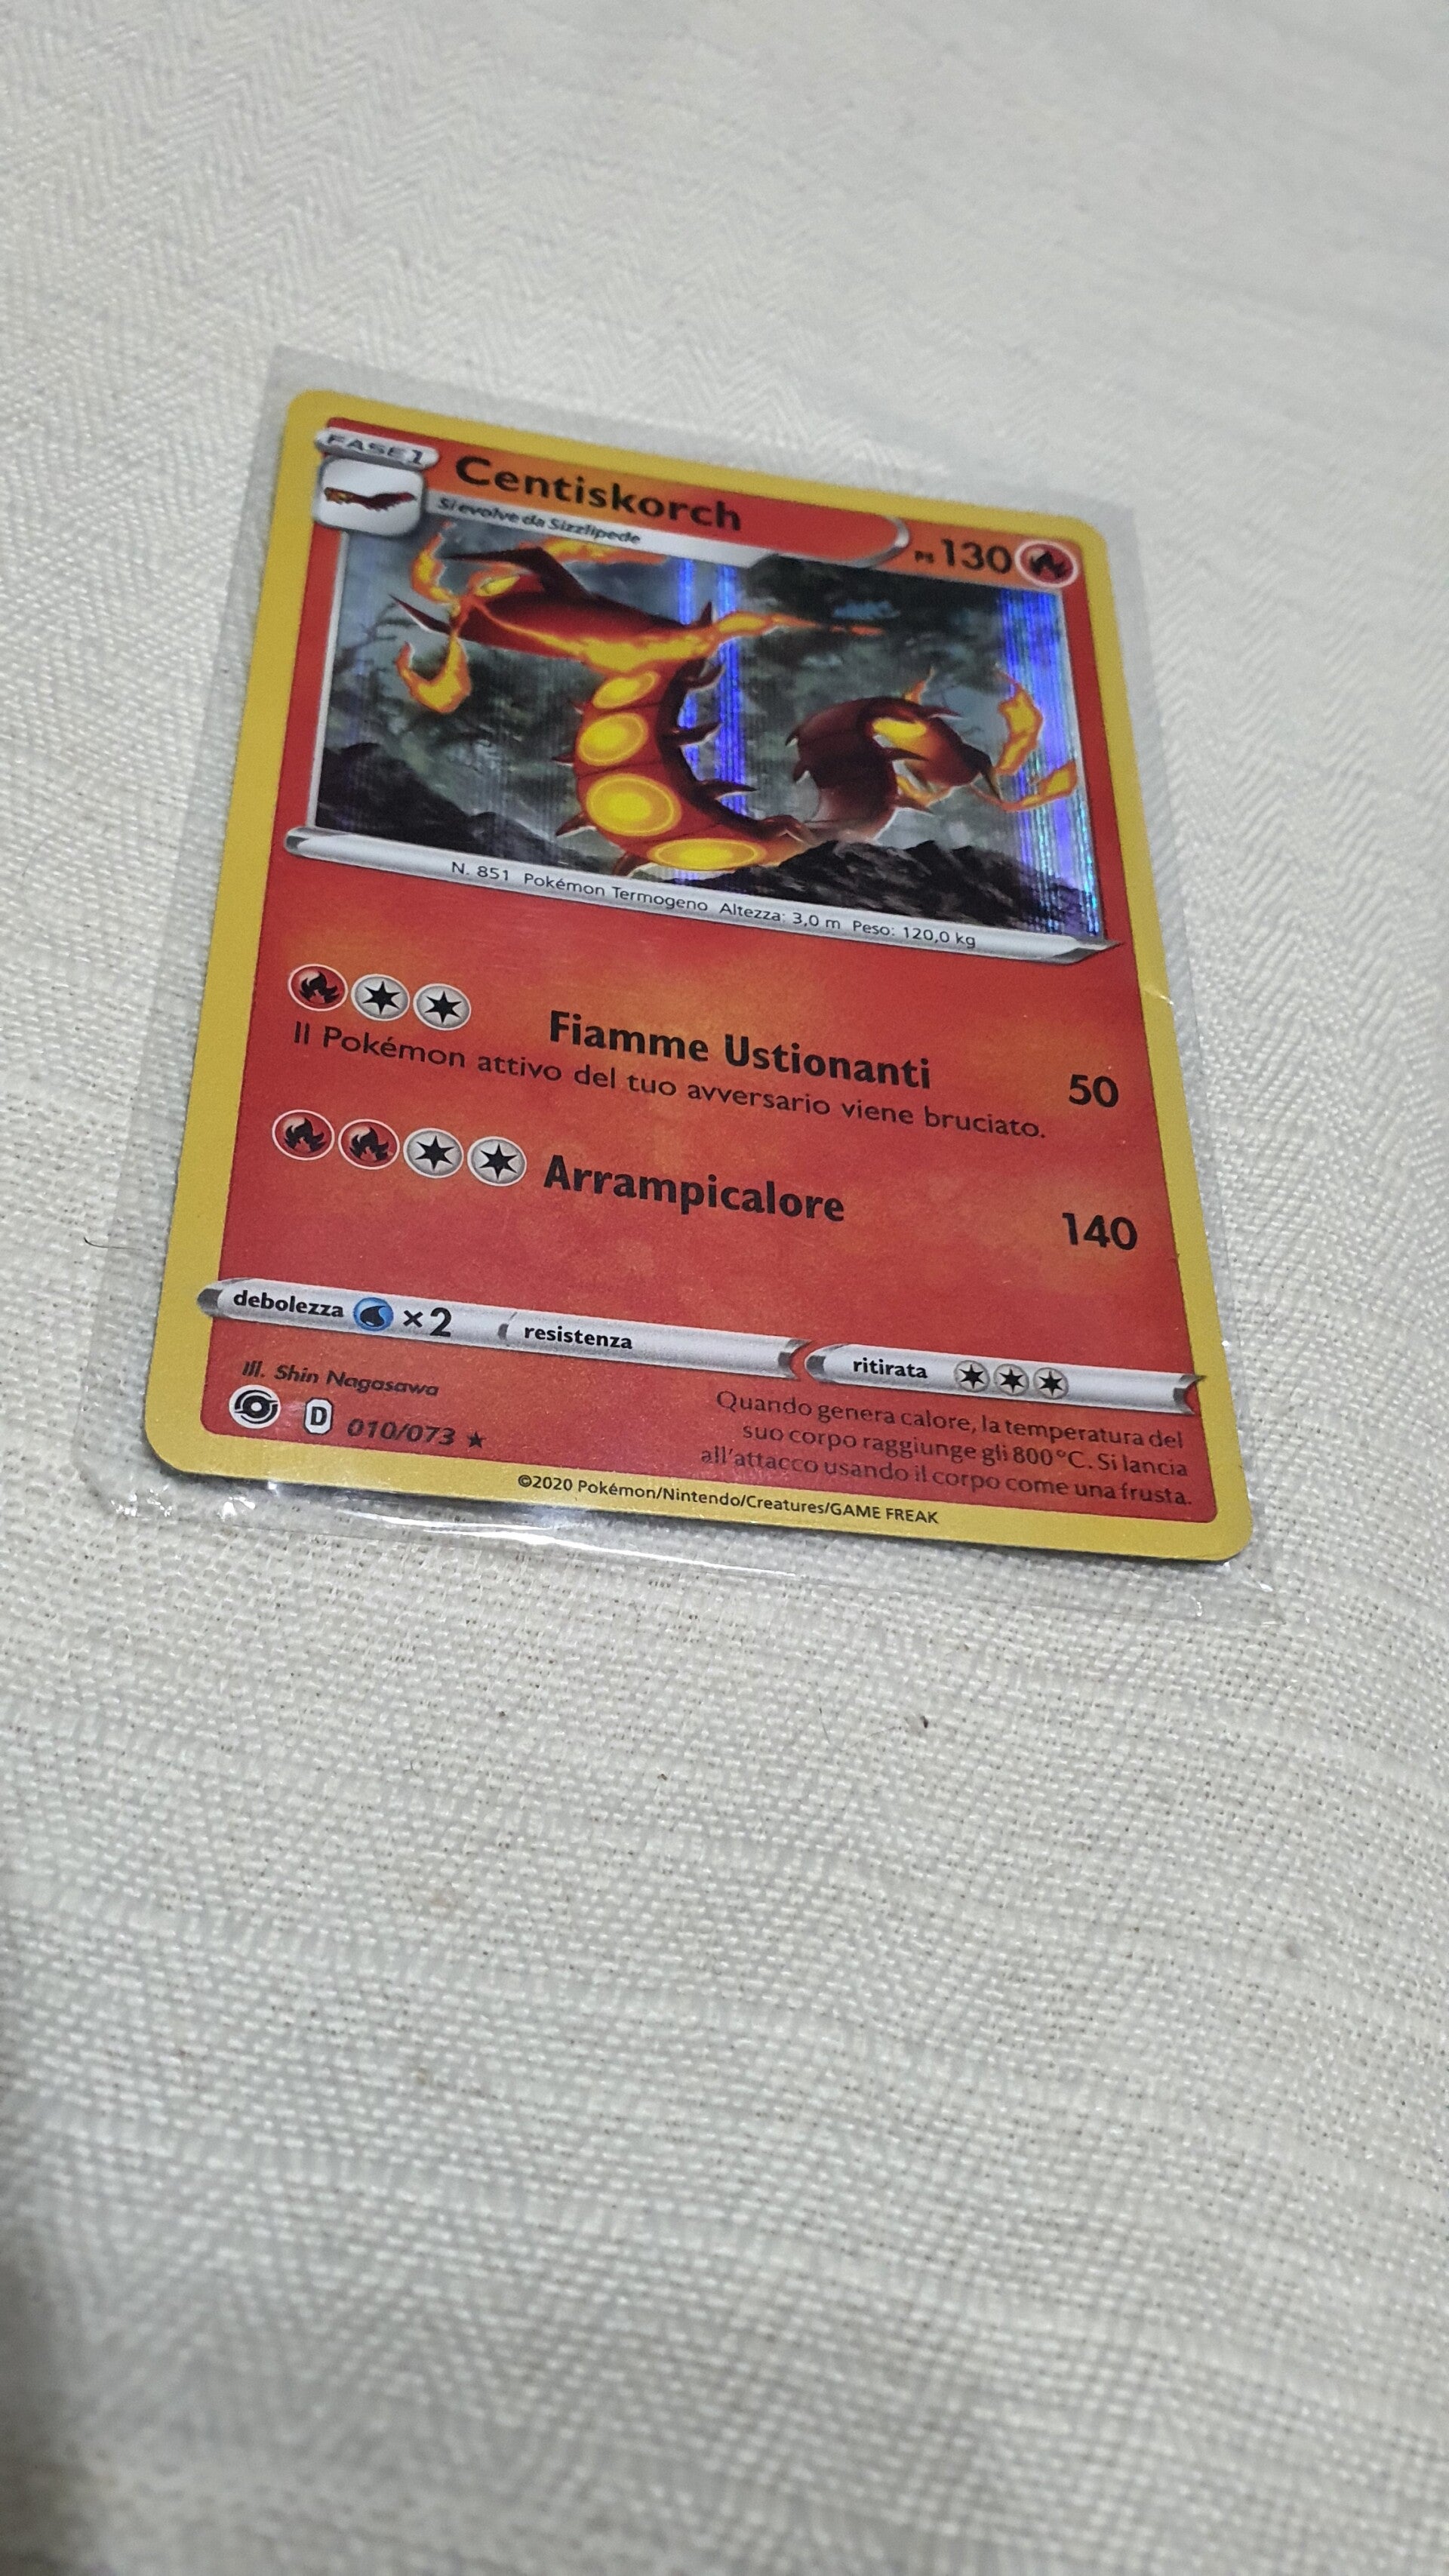 FASE 1
Centiskorch
Si evolve da Sizzlipede
PS 130
N. 851 Pokémon Termogeno Altezza: 3,0 m Peso: 120,0 kg
Fiamme Ustionanti 50
Il Pokémon attivo del tuo avversario viene bruciato.
Arrampicalore 140
debolezza ×2 resistenza ritirata
Ill. Shin Nagasawa
D 010/073 ★
Quando genera calore, la temperatura del
suo corpo raggiunge gli 800 °C. Si lancia
all'attacco usando il corpo come una frusta.
©2020 Pokémon/Nintendo/Creatures/GAME FREAK